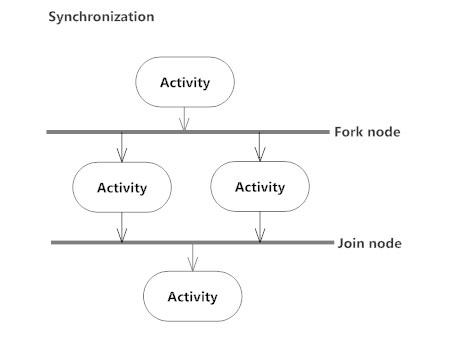 Synchronization
Activity
Fork node
Activity
Activity
Join node
Activity